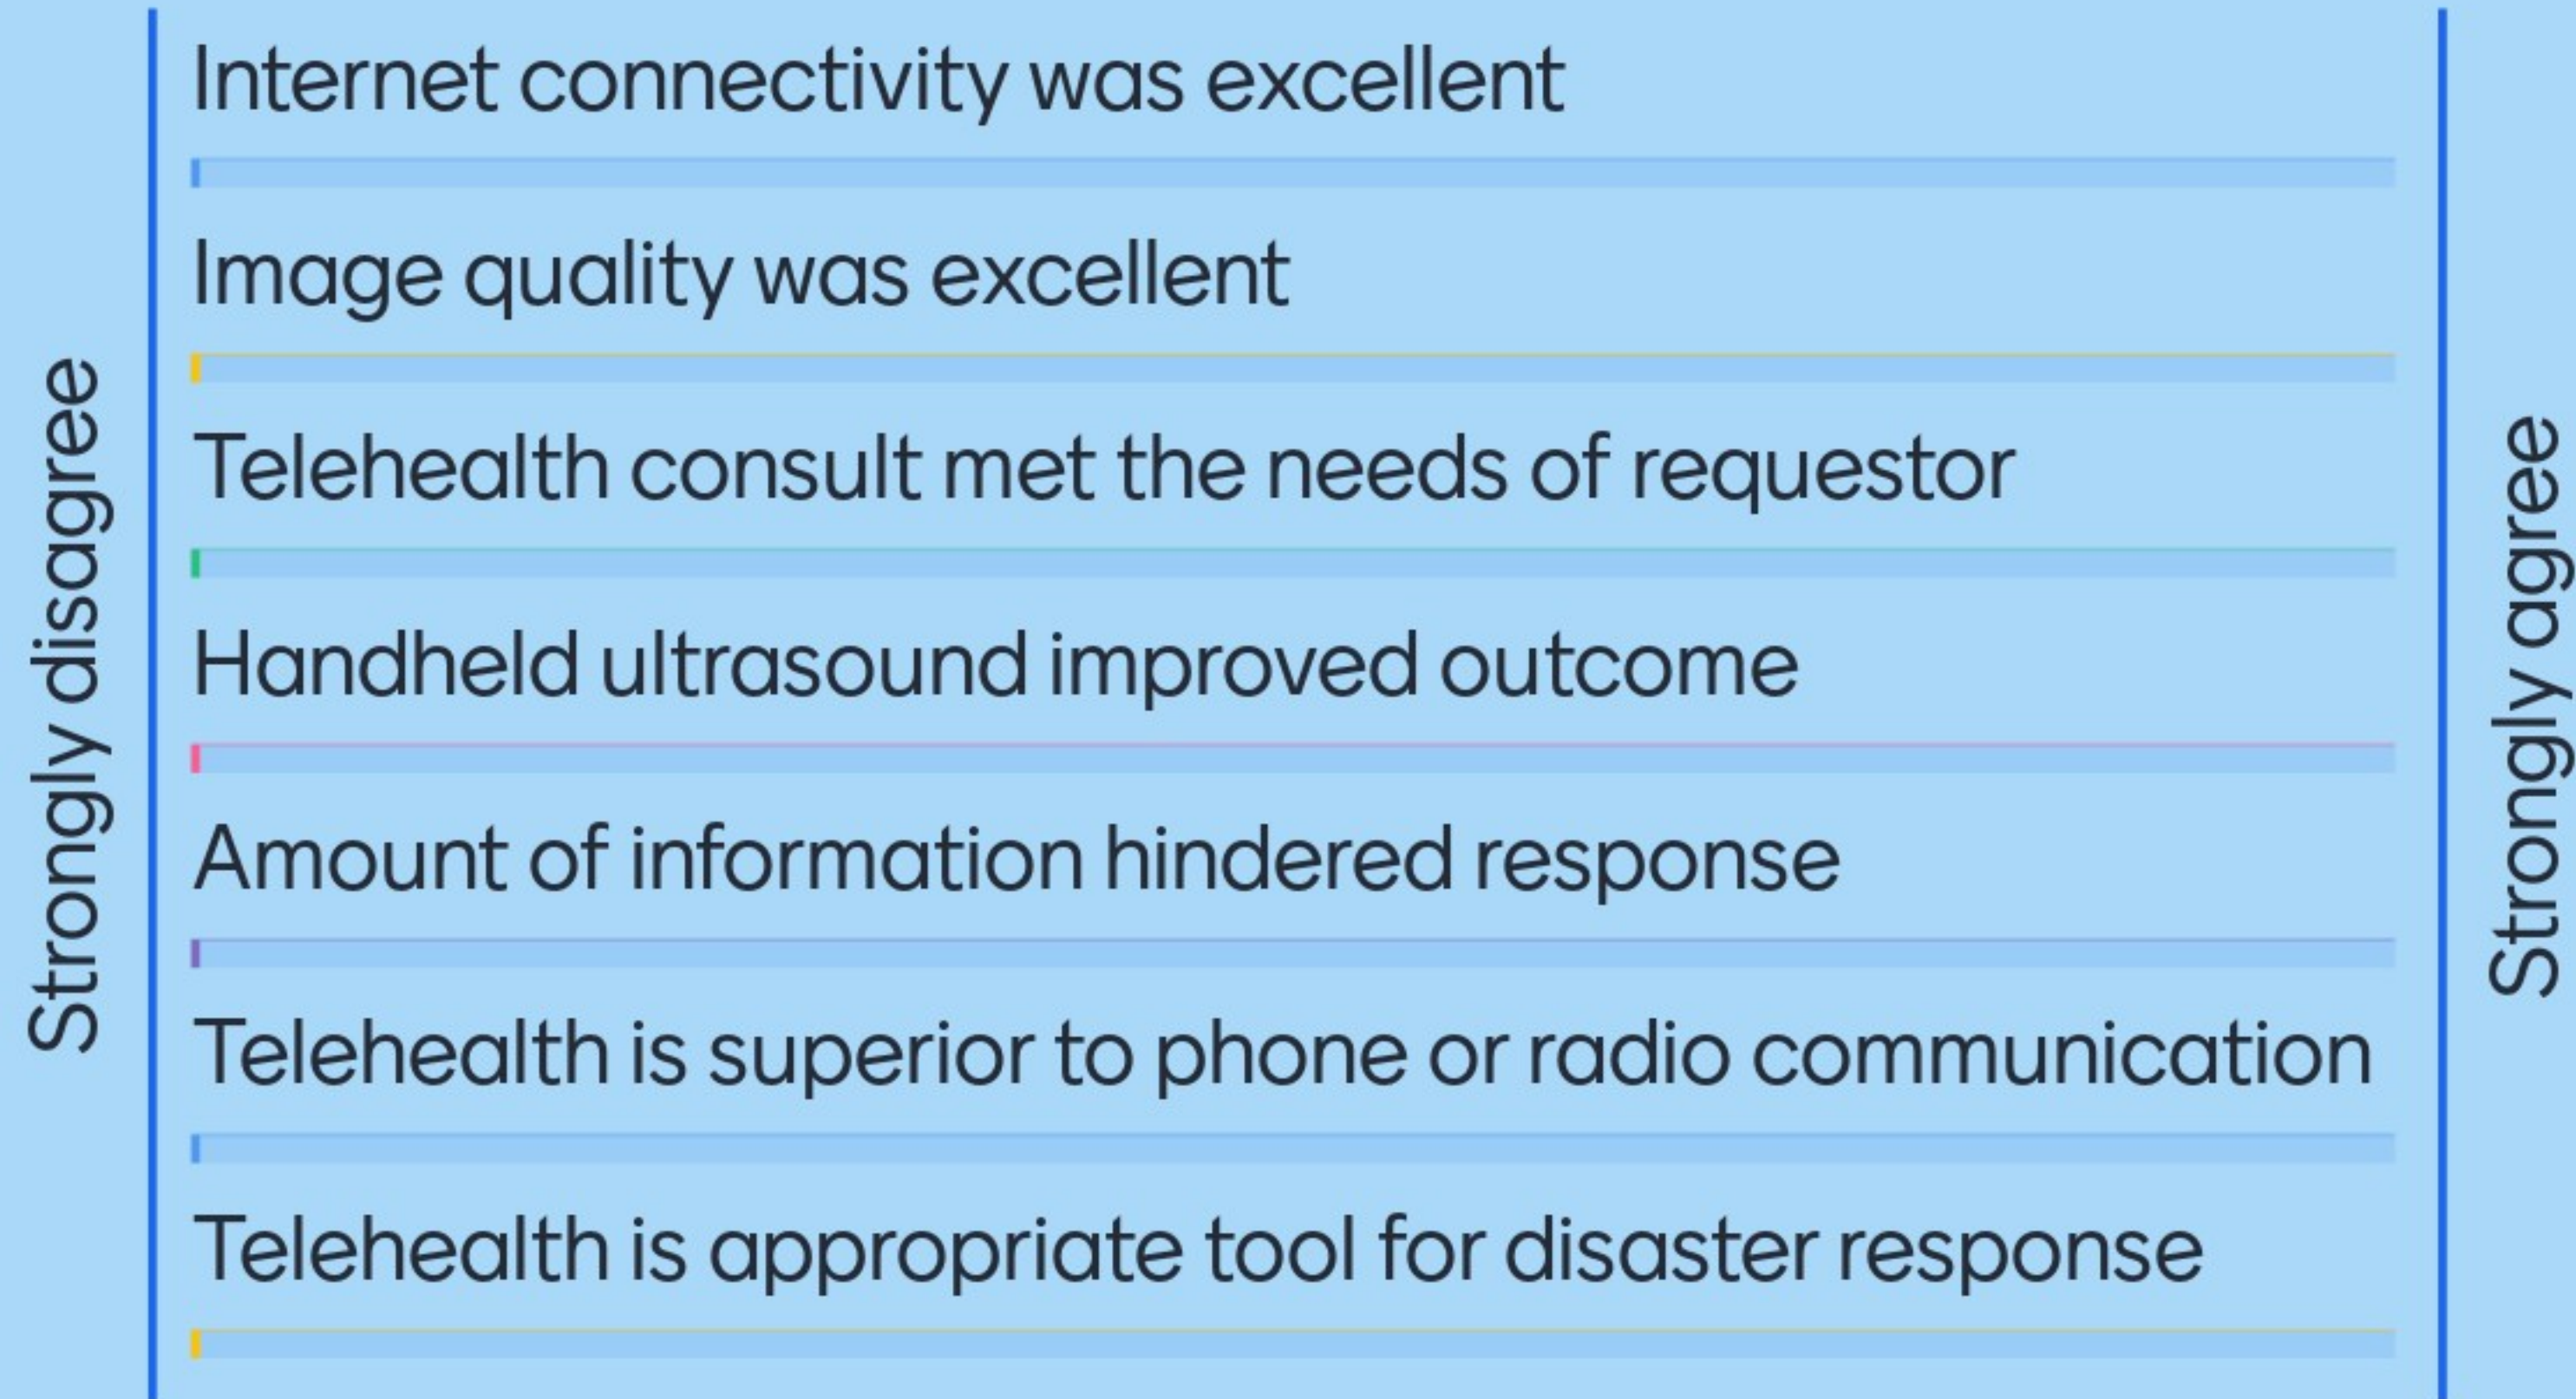 Strongly disagree
Internet connectivity was excellent
Image quality was excellent
Telehealth consult met the needs of requestor
Handheld ultrasound improved outcome
Amount of information hindered response
Telehealth is superior to phone or radio communication
Telehealth is appropriate tool for disaster response
Strongly agree